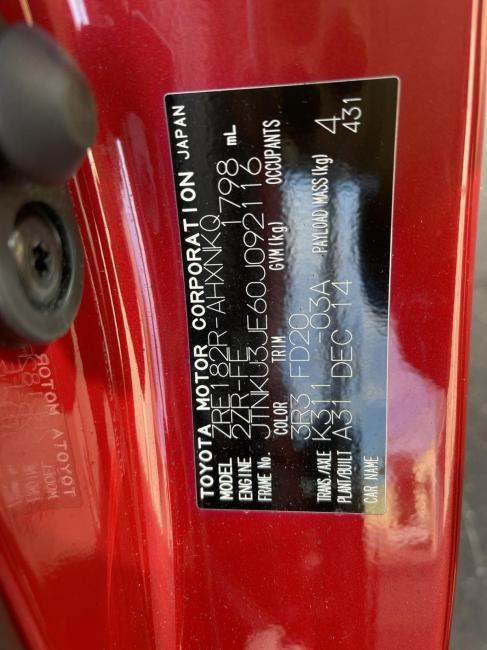 TOYOTA MOTOR CORPORATION JAPAN
MODEL ZRE182R-AHXNKQ
ENGINE 2ZR-FE 1798 mL
FRAME No. JTNKU3JE60J092116
COLOR TRIM GVM(kg) OCCUPANTS
3R3 FD20 4
TRANS./AXLE K311 -03A PAYLOAD MASS(kg) 431
PLANT/BUILT A31 DEC 14
CAR NAME